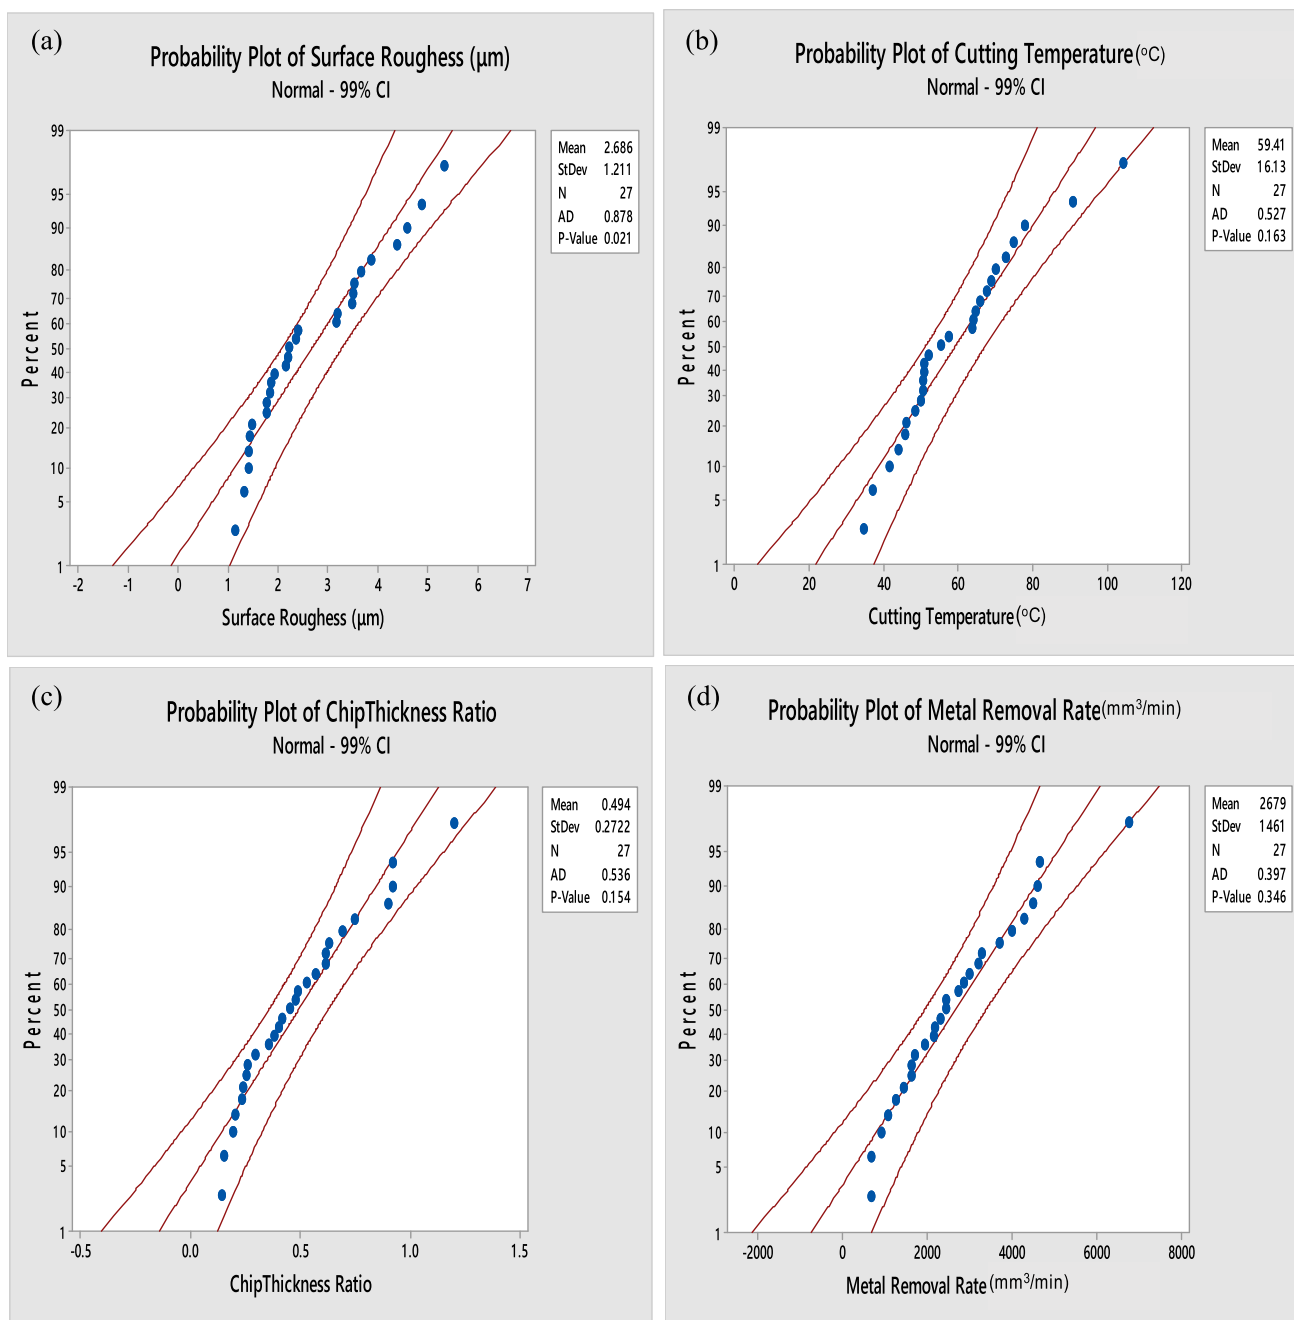 (a)
Probability Plot of Surface Roughness (µm)
Normal - 99% CI
99
95
90
80
70
60
50
40
30
20
10
5
1
Percent
-2 -1 0 1 2 3 4 5 6 7
Surface Roughness (µm)
Mean 2.686
StDev 1.211
N 27
AD 0.878
P-Value 0.021
(b)
Probability Plot of Cutting Temperature(°C)
Normal - 99% CI
99
95
90
80
70
60
50
40
30
20
10
5
1
Percent
0 20 40 60 80 100 120
Cutting Temperature(°C)
Mean 59.41
StDev 16.13
N 27
AD 0.527
P-Value 0.163
(c)
Probability Plot of ChipThickness Ratio
Normal - 99% CI
99
95
90
80
70
60
50
40
30
20
10
5
1
Percent
-0.5 0.0 0.5 1.0 1.5
ChipThickness Ratio
Mean 0.494
StDev 0.2722
N 27
AD 0.536
P-Value 0.154
(d)
Probability Plot of Metal Removal Rate(mm³/min)
Normal - 99% CI
99
95
90
80
70
60
50
40
30
20
10
5
1
Percent
-2000 0 2000 4000 6000 8000
Metal Removal Rate(mm³/min)
Mean 2679
StDev 1461
N 27
AD 0.397
P-Value 0.346